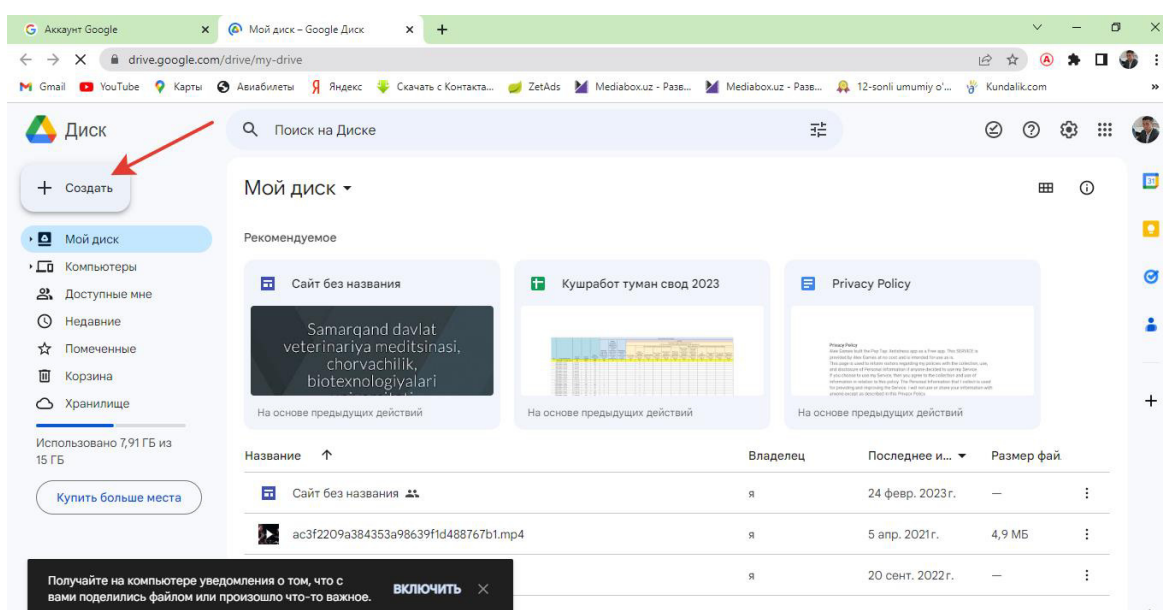 Аккаунт Google
Мой диск – Google Диск
drive.google.com/drive/my-drive
Gmail
YouTube
Карты
Авиабилеты
Яндекс
Скачать с Контакта...
ZetAds
Mediabox.uz - Разв...
Mediabox.uz - Разв...
12-sonli umumiy o'...
Kundalik.com
Диск
Поиск на Диске
Создать
Мой диск
31
Мой диск
Рекомендуемое
Компьютеры
Доступные мне
Недавние
Помеченные
Корзина
Хранилище
Использовано 7,91 ГБ из
15 ГБ
Купить больше места
Сайт без названия
Кушработ туман свод 2023
Privacy Policy
Samarqand davlat
veterinariya meditsinasi,
chorvachilik,
biotexnologiyalari
Privacy Policy
На основе предыдущих действий
На основе предыдущих действий
На основе предыдущих действий
Название
Владелец
Последнее и...
Размер фай
Сайт без названия
я
24 февр. 2023 г.
—
ac3f2209a384353a98639f1d488767b1.mp4
я
5 апр. 2021 г.
4,9 МБ
я
20 сент. 2022 г.
—
Получайте на компьютере уведомления о том, что с
вами поделились файлом или произошло что-то важное.
ВКЛЮЧИТЬ